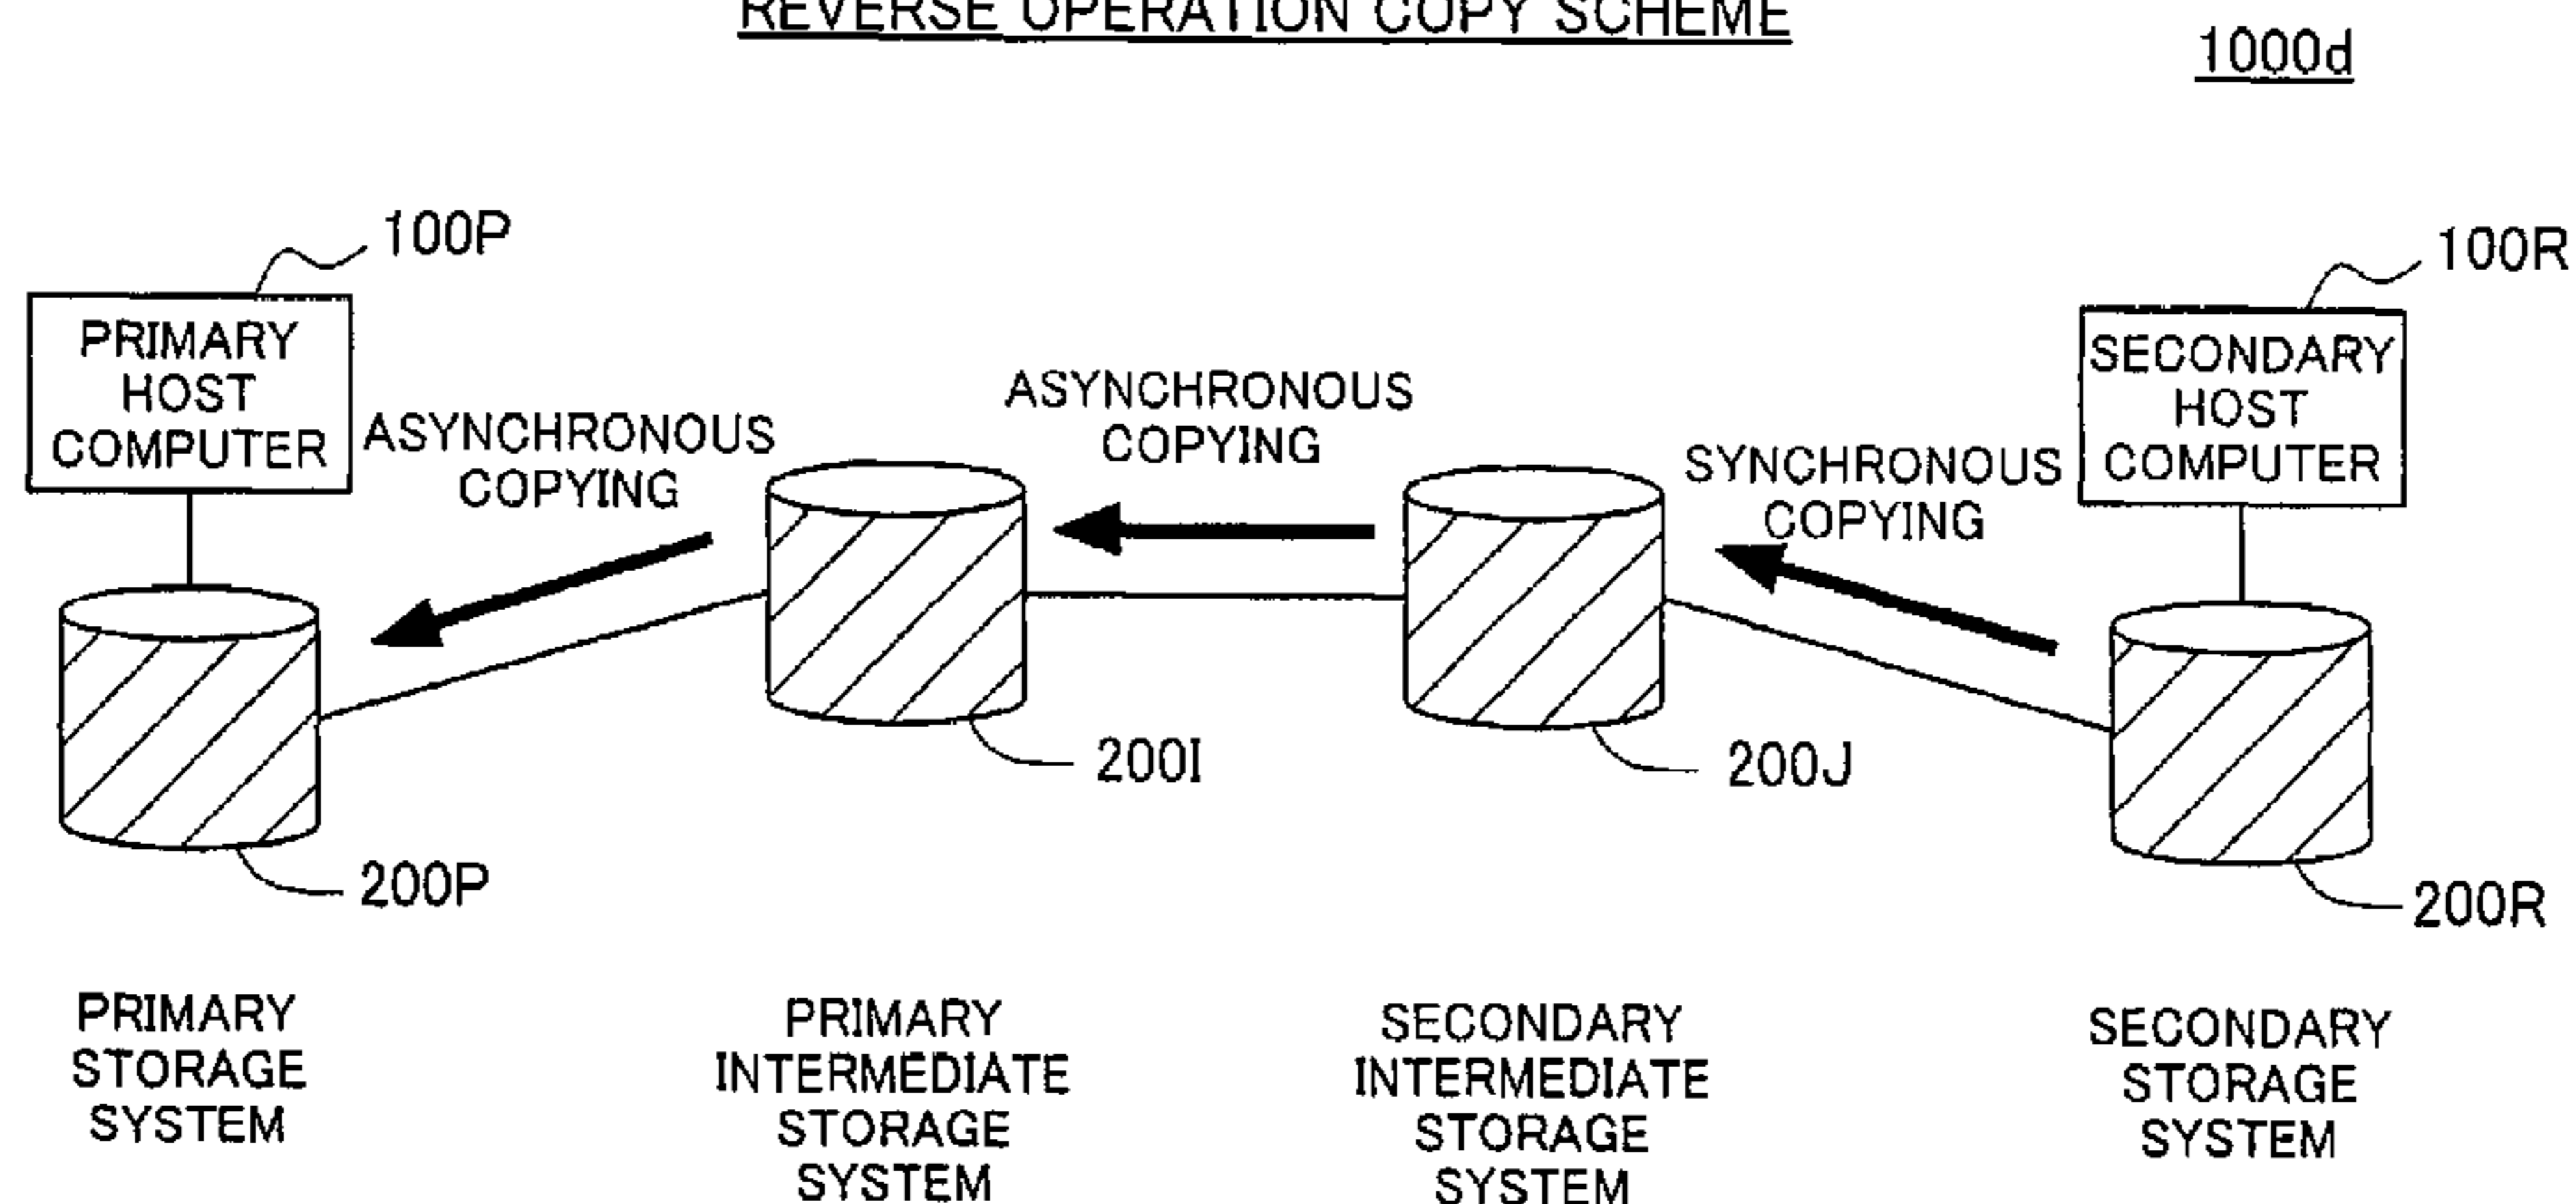 REVERSE OPERATION COPY SCHEME
1000d
100P
100R
PRIMARY
HOST
COMPUTER
ASYNCHRONOUS
COPYING
ASYNCHRONOUS
COPYING
SYNCHRONOUS
COPYING
SECONDARY
HOST
COMPUTER
200P
200I
200J
200R
PRIMARY
STORAGE
SYSTEM
PRIMARY
INTERMEDIATE
STORAGE
SYSTEM
SECONDARY
INTERMEDIATE
STORAGE
SYSTEM
SECONDARY
STORAGE
SYSTEM